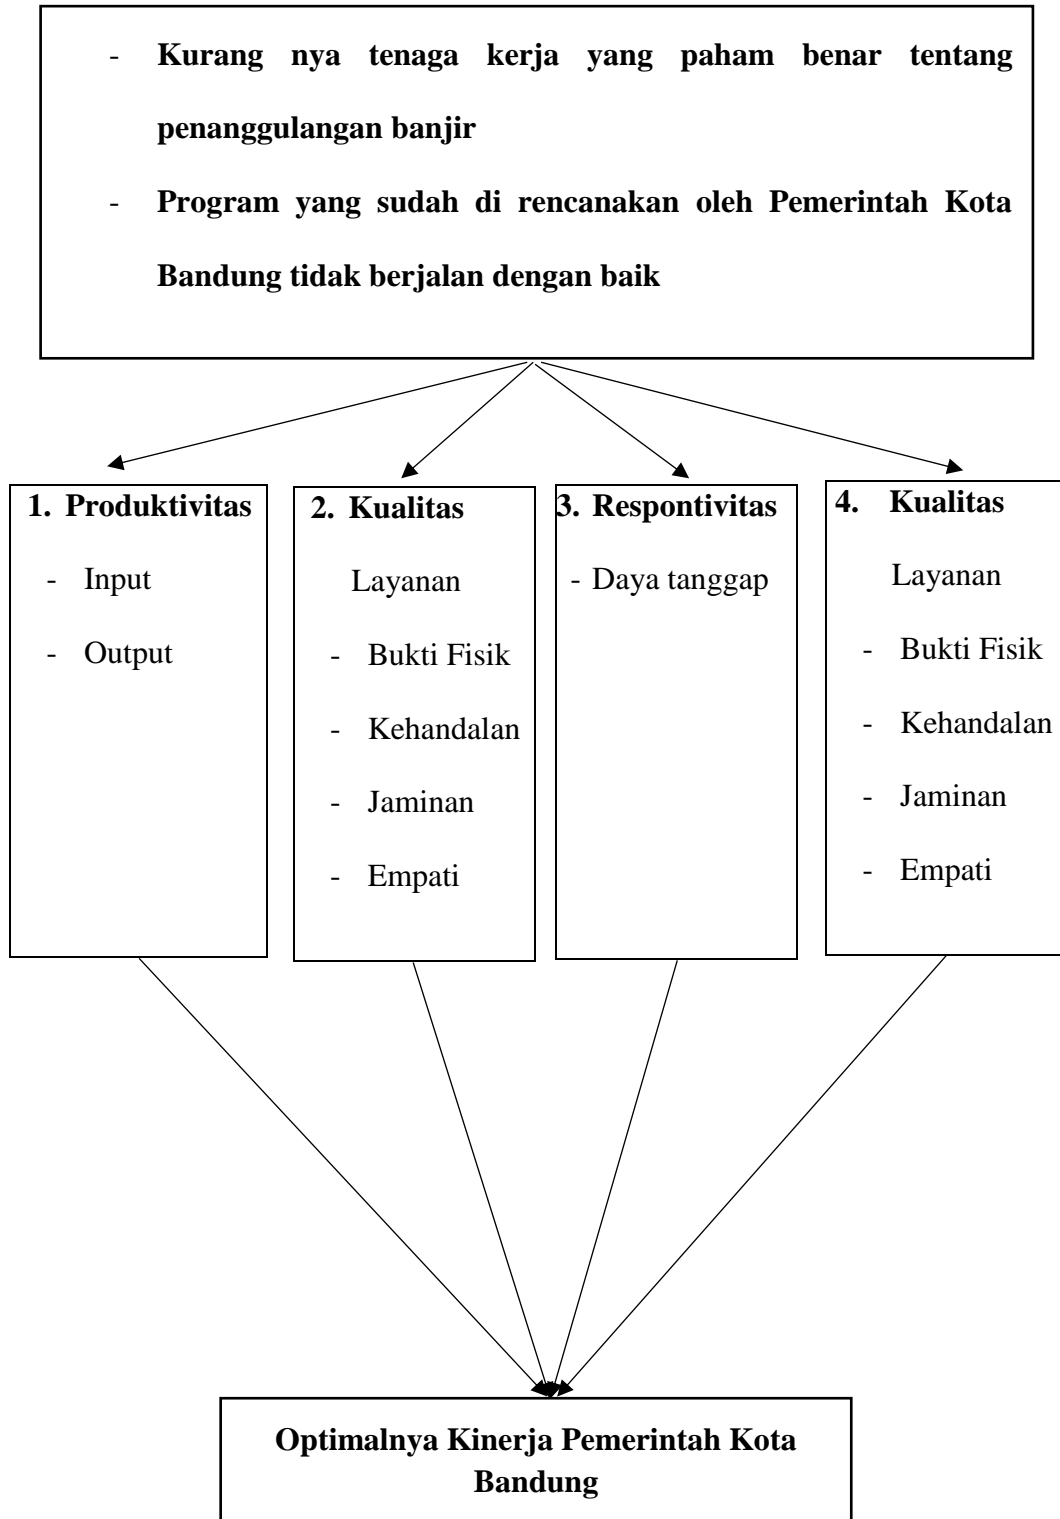 - Kurang nya tenaga kerja yang paham benar tentang
penanggulangan banjir
- Program yang sudah di rencanakan oleh Pemerintah Kota
Bandung tidak berjalan dengan baik
1. Produktivitas
- Input
- Output
2. Kualitas
Layanan
- Bukti Fisik
- Kehandalan
- Jaminan
- Empati
3. Respontivitas
- Daya tanggap
4. Kualitas
Layanan
- Bukti Fisik
- Kehandalan
- Jaminan
- Empati
Optimalnya Kinerja Pemerintah Kota
Bandung